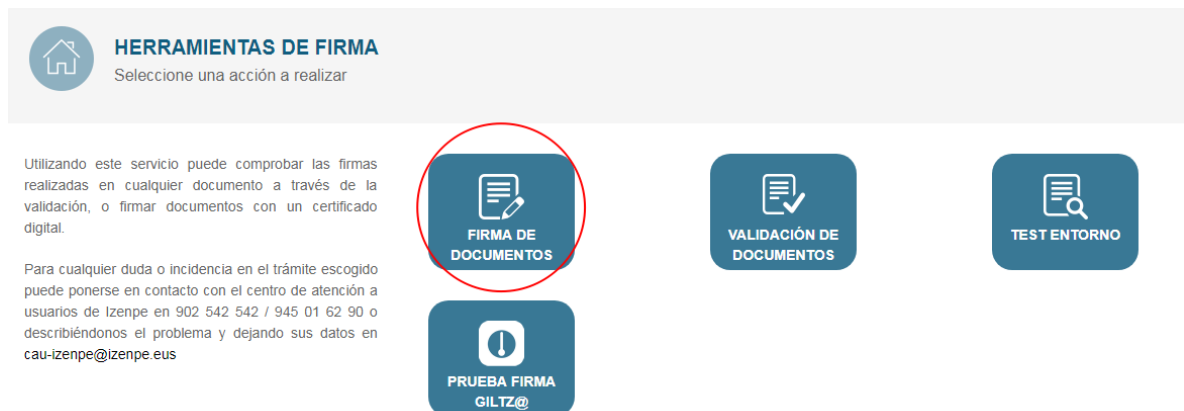 HERRAMIENTAS DE FIRMA
Seleccione una acción a realizar
Utilizando este servicio puede comprobar las firmas
realizadas en cualquier documento a través de la
validación, o firmar documentos con un certificado
digital.
Para cualquier duda o incidencia en el trámite escogido
puede ponerse en contacto con el centro de atención a
usuarios de Izenpe en 902 542 542 / 945 01 62 90 o
describiéndonos el problema y dejando sus datos en
cau-izenpe@izenpe.eus
FIRMA DE
DOCUMENTOS
VALIDACIÓN DE
DOCUMENTOS
TEST ENTORNO
PRUEBA FIRMA
GILTZ@